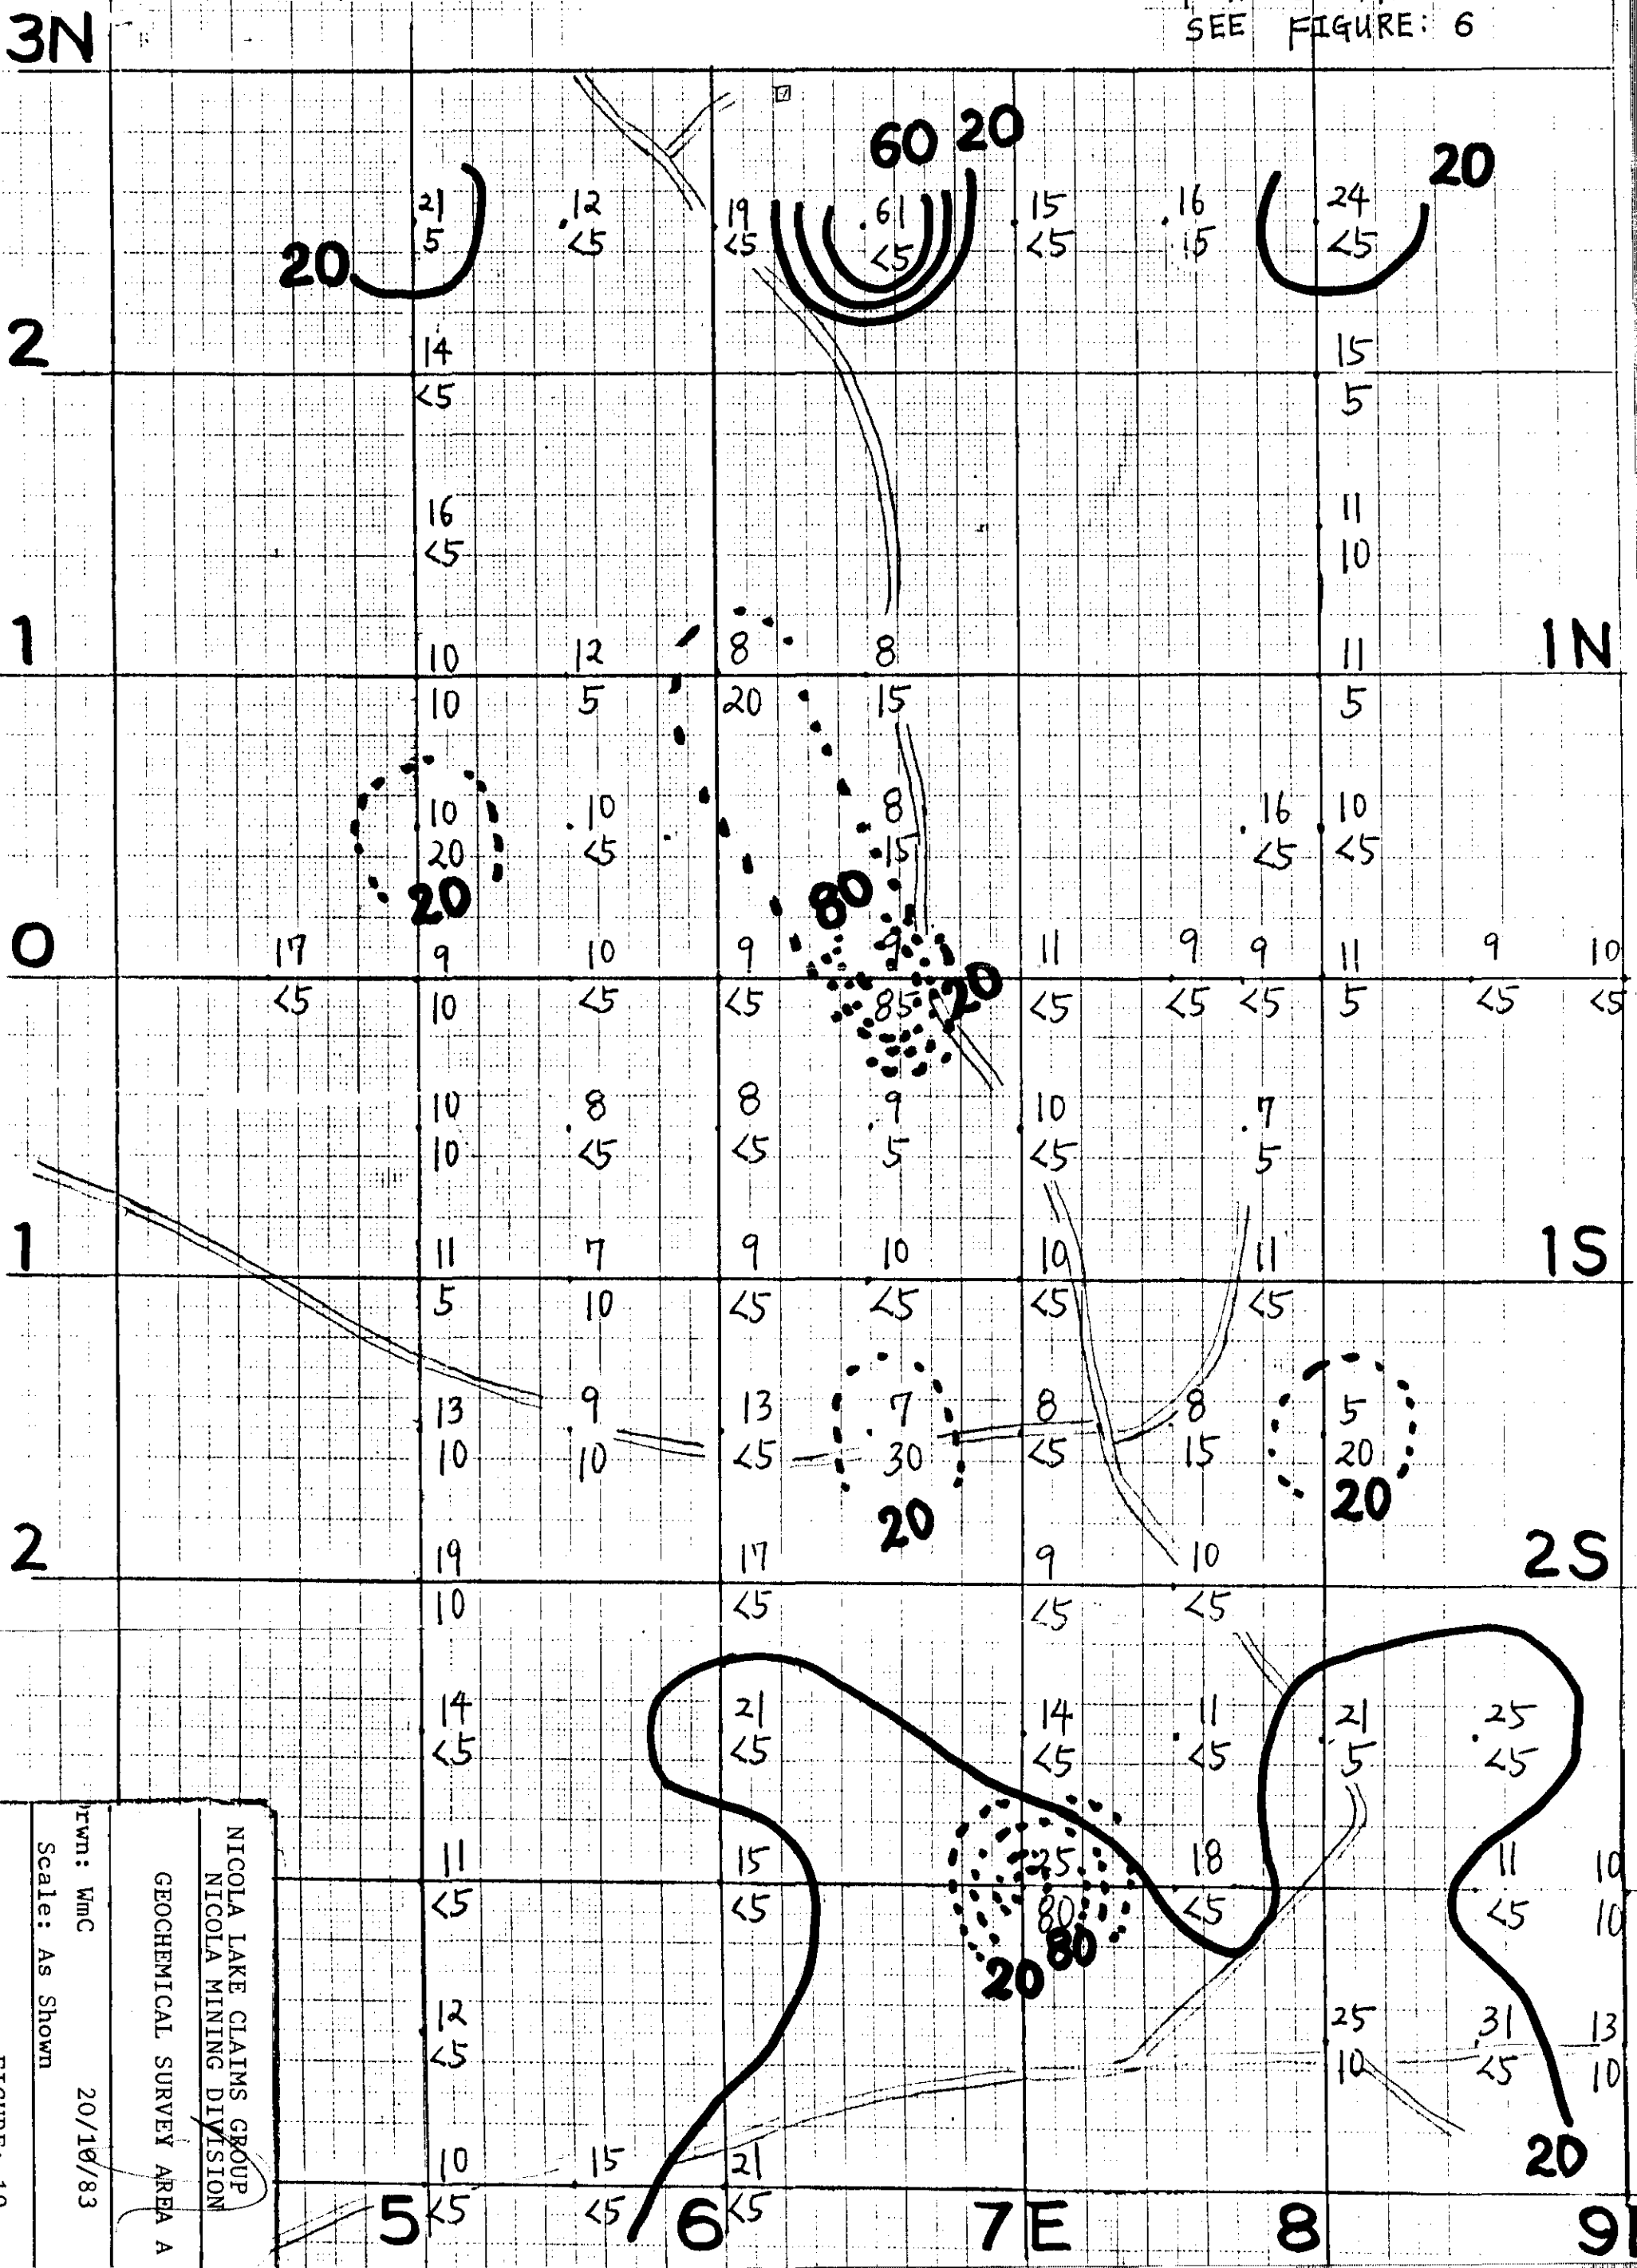 SEE FIGURE: 6
3N
60 20 20
21 12 19 61 15 16 24
5 <5 <5 <5 <5 15 <5
20
2 14 15
<5 5
16 11
<5 10
1 10 12 8 8 11 1N
10 5 20 15 5
10 10 8 16 10
20 <5 15 <5 <5
20 80
0 17 9 10 9 9 11 9 9 11 9 10
<5 10 <5 <5 85 20 <5 <5 <5 5 <5 <5
10 8 8 9 10 7
10 <5 <5 5 <5 5
1 11 7 9 10 10 11 1S
5 10 <5 <5 <5 <5
13 9 13 7 8 8 5
10 10 <5 30 <5 15 20
20 20
2 19 17 9 10 2S
10 <5 <5 <5
14 21 14 11 21 25
<5 <5 <5 <5 5 <5
11 15 25 18 11 10
<5 <5 80 <5 <5 10
20 80
12 25 31 13
<5 10 <5 10
20
10 15 21
<5 <5 <5
5 6 7E 8 9
NICOLA LAKE CLAIMS GROUP
NICOLA MINING DIVISION
GEOCHEMICAL SURVEY AREA A
rwn: WmC 20/10/83
Scale: As Shown